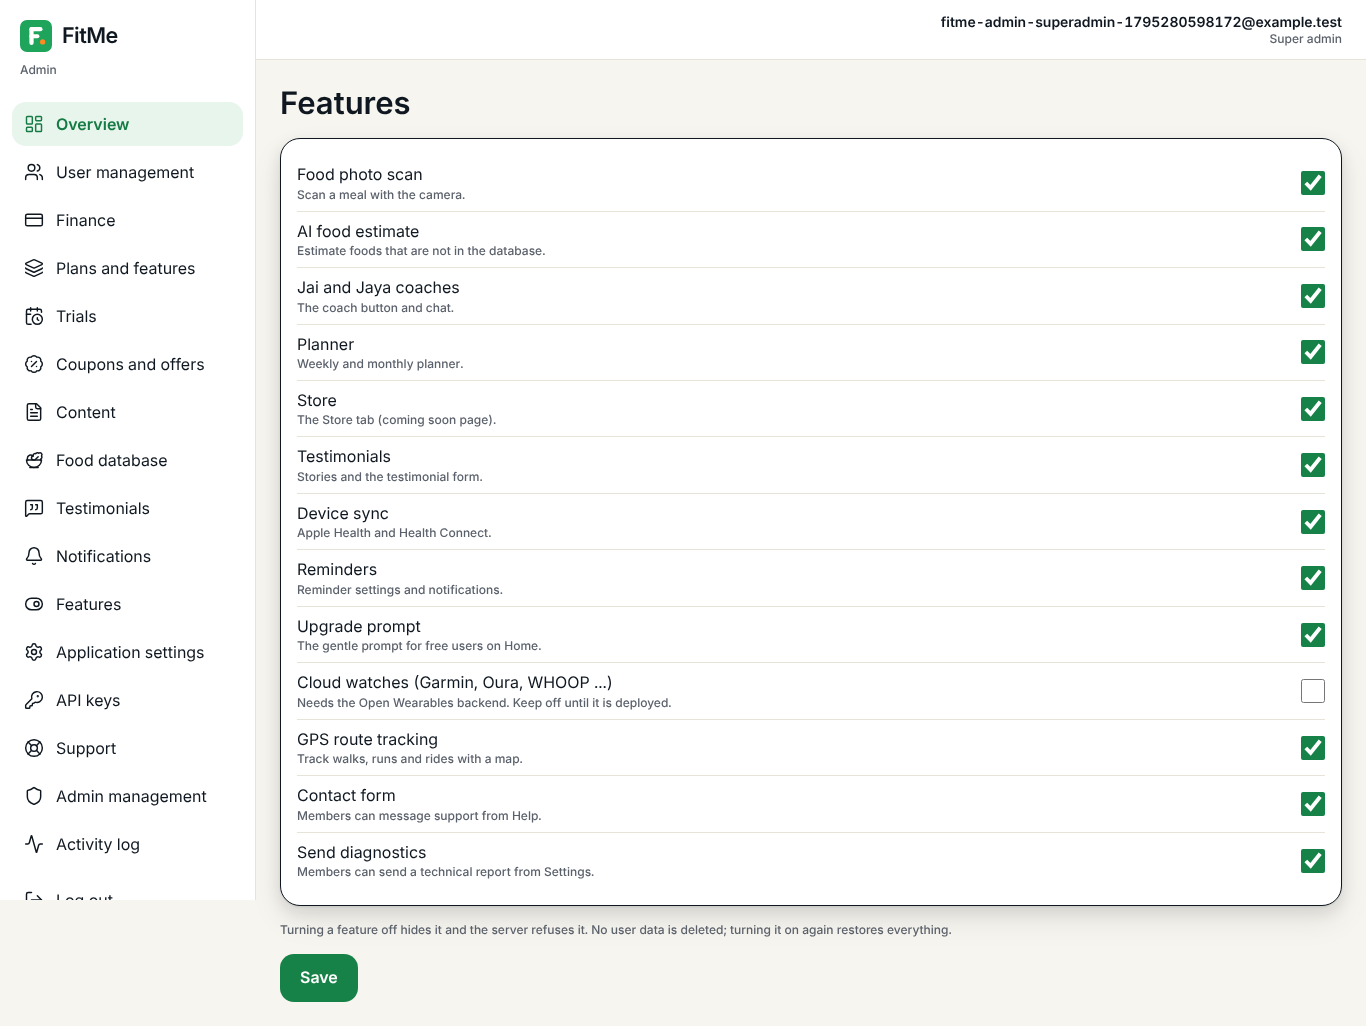 FitMe
Admin
Overview
User management
Finance
Plans and features
Trials
Coupons and offers
Content
Food database
Testimonials
Notifications
Features
Application settings
API keys
Support
Admin management
Activity log
Log out
fitme-admin-superadmin-1795280598172@example.test
Super admin
Features
Food photo scan
Scan a meal with the camera.
AI food estimate
Estimate foods that are not in the database.
Jai and Jaya coaches
The coach button and chat.
Planner
Weekly and monthly planner.
Store
The Store tab (coming soon page).
Testimonials
Stories and the testimonial form.
Device sync
Apple Health and Health Connect.
Reminders
Reminder settings and notifications.
Upgrade prompt
The gentle prompt for free users on Home.
Cloud watches (Garmin, Oura, WHOOP ...)
Needs the Open Wearables backend. Keep off until it is deployed.
GPS route tracking
Track walks, runs and rides with a map.
Contact form
Members can message support from Help.
Send diagnostics
Members can send a technical report from Settings.
Turning a feature off hides it and the server refuses it. No user data is deleted; turning it on again restores everything.
Save